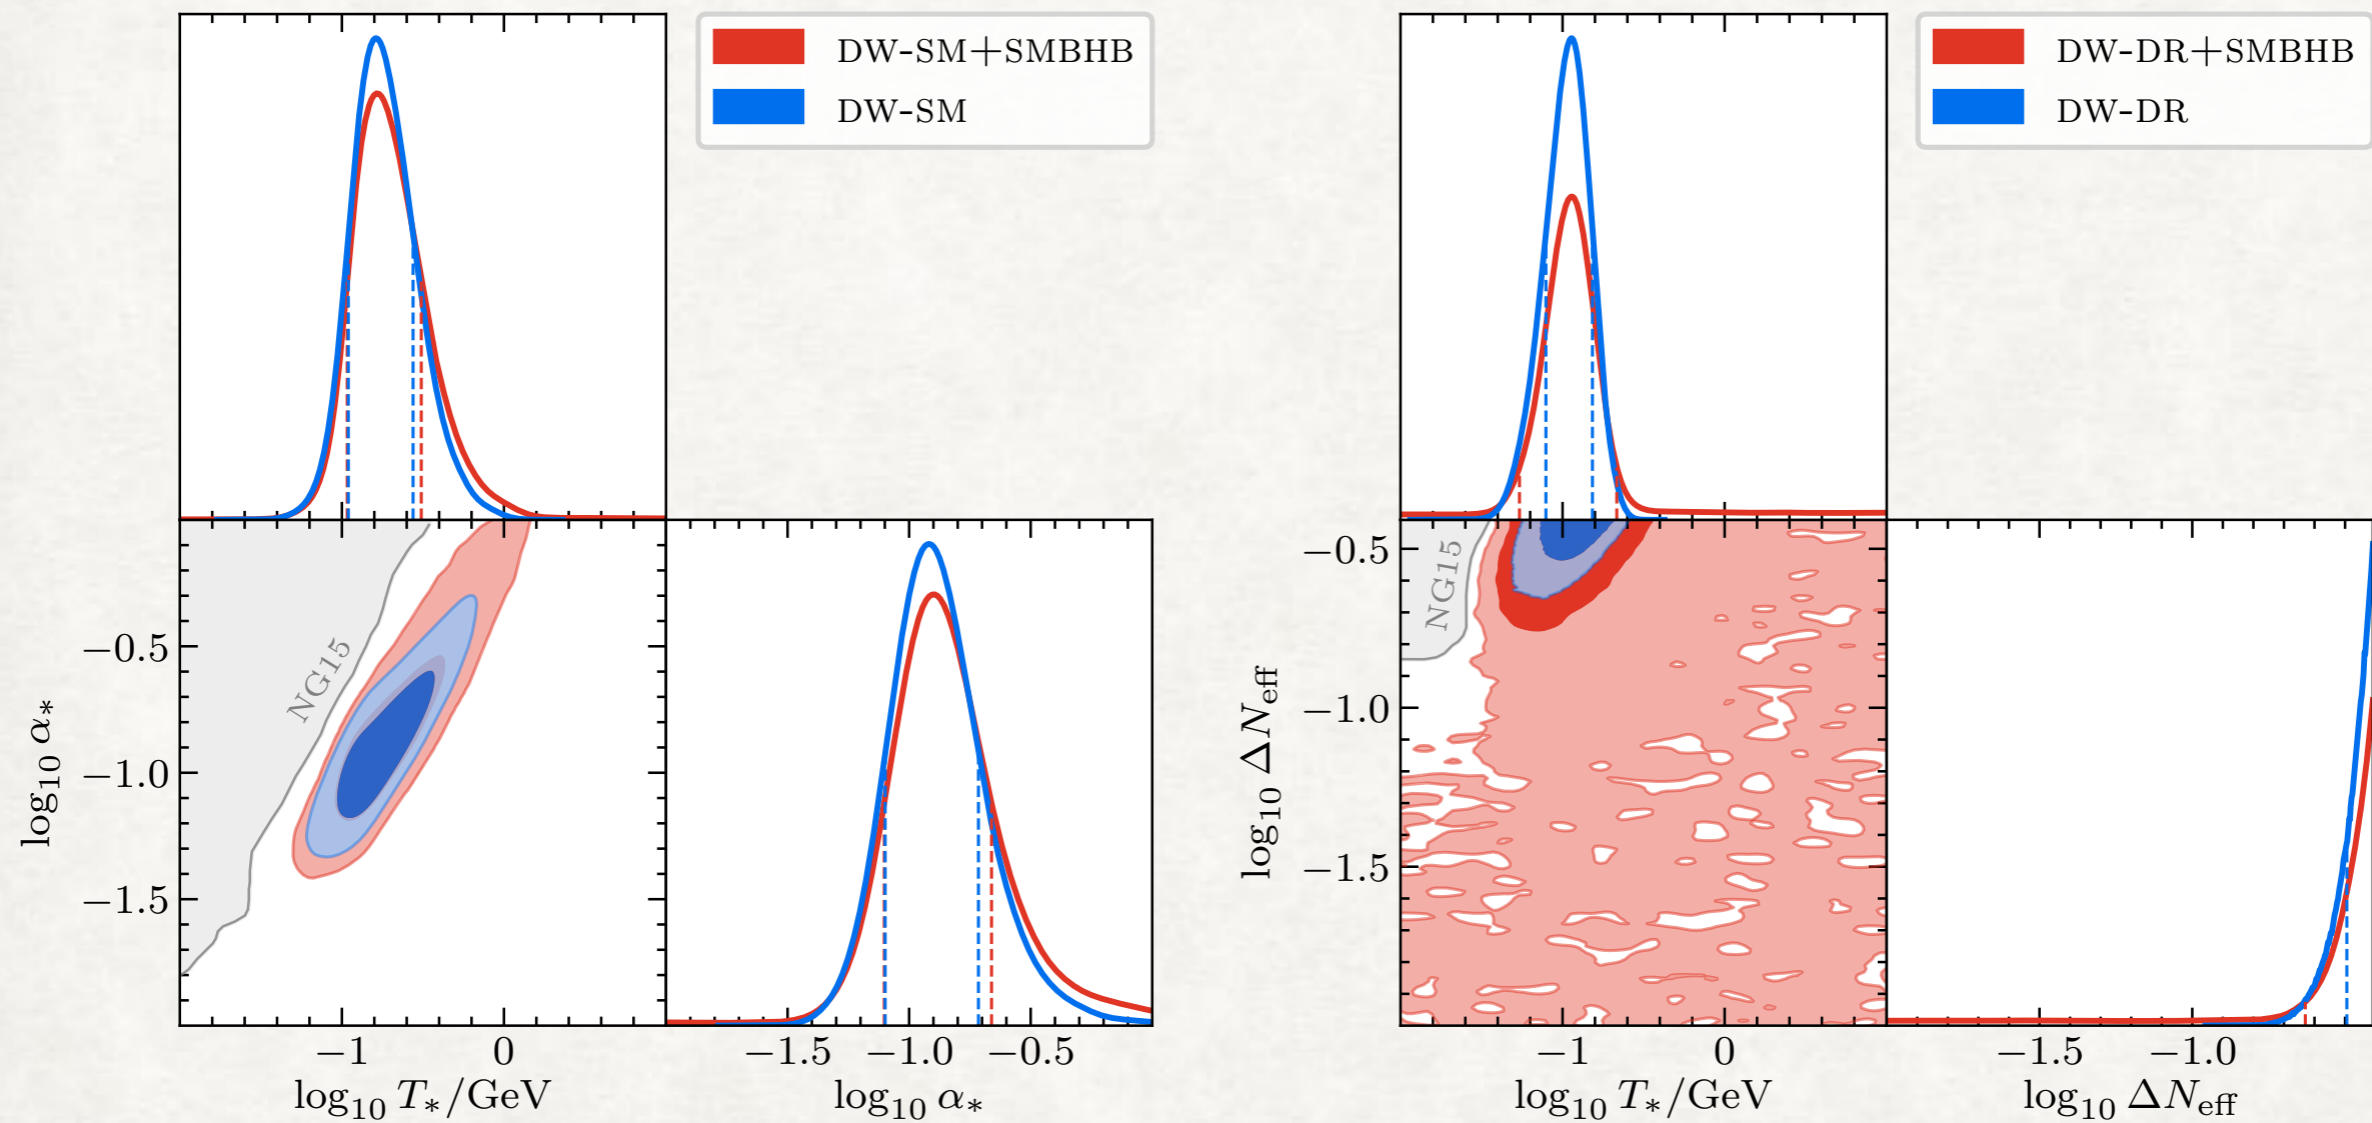 DW-SM+SMBHB
DW-SM
NG15
log₁₀ α∗
−0.5
−1.0
−1.5
−1
0
log₁₀ T∗/GeV
−1.5
−1.0
−0.5
log₁₀ α∗
DW-DR+SMBHB
DW-DR
NG15
log₁₀ ΔNeff
−0.5
−1.0
−1.5
−1
0
log₁₀ T∗/GeV
−1.5
−1.0
log₁₀ ΔNeff